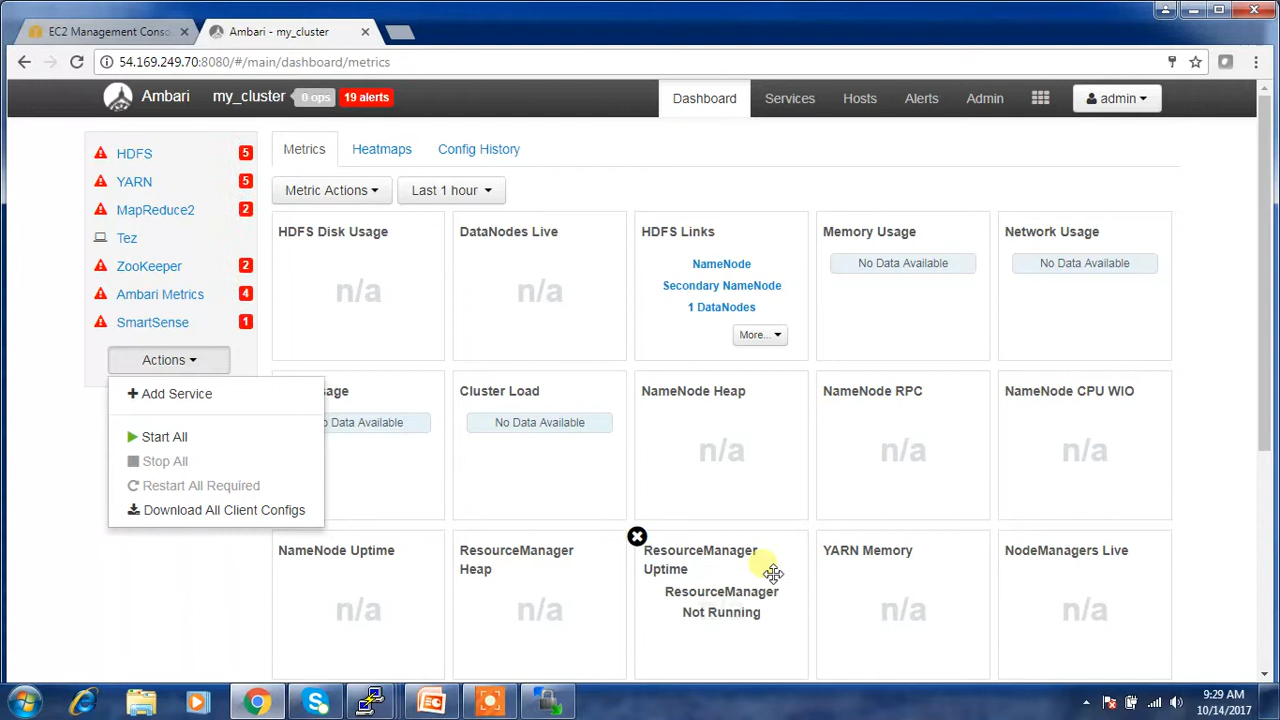 EC2 Management Conso
Ambari - my_cluster
54.169.249.70:8080/#/main/dashboard/metrics
Ambari my_cluster 0 ops 19 alerts Dashboard Services Hosts Alerts Admin admin
HDFS 5
YARN 5
MapReduce2 2
Tez
ZooKeeper 2
Ambari Metrics 4
SmartSense 1
Actions
Add Service
Start All
Stop All
Restart All Required
Download All Client Configs
Metrics Heatmaps Config History
Metric Actions Last 1 hour
HDFS Disk Usage
n/a
DataNodes Live
n/a
HDFS Links
NameNode
Secondary NameNode
1 DataNodes
More...
Memory Usage
No Data Available
Network Usage
No Data Available
sage
o Data Available
Cluster Load
No Data Available
NameNode Heap
n/a
NameNode RPC
n/a
NameNode CPU WIO
n/a
NameNode Uptime
n/a
ResourceManager
Heap
n/a
ResourceManager
Uptime
ResourceManager
Not Running
YARN Memory
n/a
NodeManagers Live
n/a
9:29 AM
10/14/2017